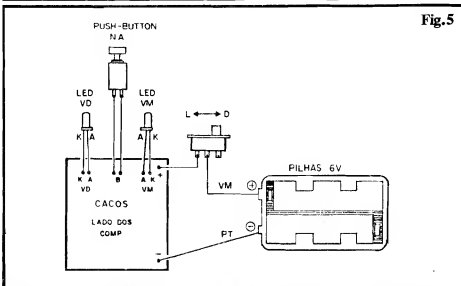 Fig.5
PUSH-BUTTON
N A
LED
VD
LED
VM
K A
A K
L D
K A
B
A K
+
VD
VM
CACOS
LADO DOS
COMP
-
VM
PT
PILHAS 6V
+
-